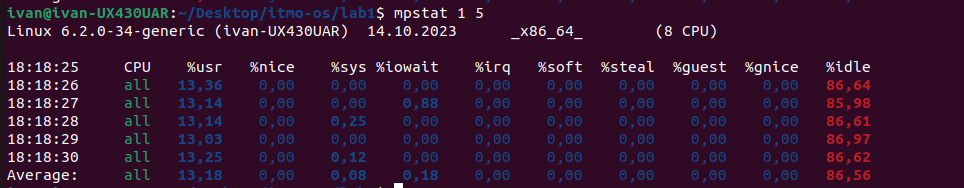 ivan@ivan-UX430UAR:~/Desktop/itmo-os/lab1$ mpstat 1 5
Linux 6.2.0-34-generic (ivan-UX430UAR) 14.10.2023 _x86_64_ (8 CPU)
18:18:25 CPU %usr %nice %sys %iowait %irq %soft %steal %guest %gnice %idle
18:18:26 all 13,36 0,00 0,00 0,00 0,00 0,00 0,00 0,00 0,00 86,64
18:18:27 all 13,14 0,00 0,00 0,88 0,00 0,00 0,00 0,00 0,00 85,98
18:18:28 all 13,14 0,00 0,25 0,00 0,00 0,00 0,00 0,00 0,00 86,61
18:18:29 all 13,03 0,00 0,00 0,00 0,00 0,00 0,00 0,00 0,00 86,97
18:18:30 all 13,25 0,00 0,12 0,00 0,00 0,00 0,00 0,00 0,00 86,62
Average: all 13,18 0,00 0,08 0,18 0,00 0,00 0,00 0,00 0,00 86,56